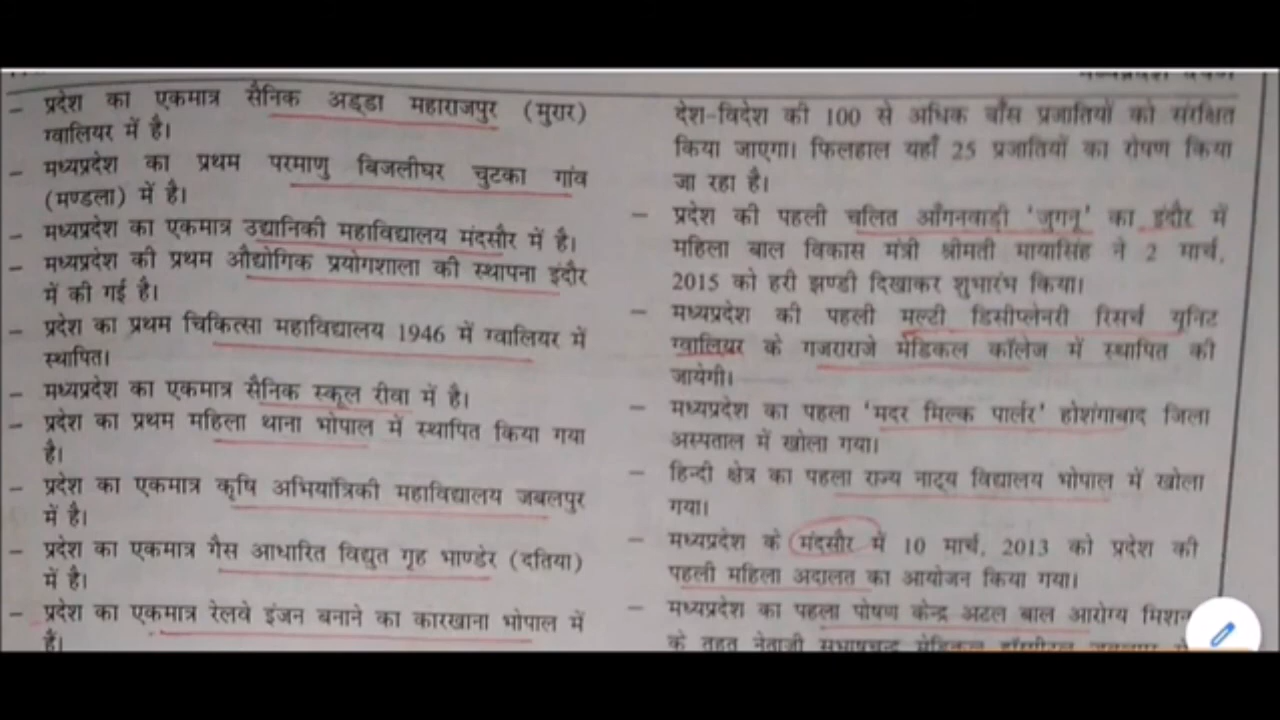 प्रदेश का एकमात्र सैनिक अड्डा महाराजपुर (मुरार)
ग्वालियर में है।
मध्यप्रदेश का प्रथम परमाणु बिजलीघर चुटका गांव
(मण्डला) में है।
मध्यप्रदेश का एकमात्र उद्यानिकी महाविद्यालय मंदसौर में है।
मध्यप्रदेश की प्रथम औद्योगिक प्रयोगशाला की स्थापना इंदौर
में की गई है।
प्रदेश का प्रथम चिकित्सा महाविद्यालय 1946 में ग्वालियर में
स्थापित।
मध्यप्रदेश का एकमात्र सैनिक स्कूल रीवा में है।
प्रदेश का प्रथम महिला थाना भोपाल में स्थापित किया गया
है।
प्रदेश का एकमात्र कृषि अभियांत्रिकी महाविद्यालय जबलपुर
में है।
प्रदेश का एकमात्र गैस आधारित विद्युत गृह भाण्डेर (दतिया)
में है।
प्रदेश का एकमात्र रेलवे इंजन बनाने का कारखाना भोपाल में
है।
देश-विदेश की 100 से अधिक बाँस प्रजातियों को संरक्षित
किया जाएगा। फिलहाल यहाँ 25 प्रजातियों का रोपण किया
जा रहा है।
प्रदेश की पहली चलित आँगनवाड़ी 'जुगनू' का इंदौर में
महिला बाल विकास मंत्री श्रीमती मायासिंह ने 2 मार्च,
2015 को हरी झण्डी दिखाकर शुभारंभ किया।
मध्यप्रदेश की पहली मल्टी डिसीप्लेनरी रिसर्च यूनिट
ग्वालियर के गजराराजे मेडिकल कॉलेज में स्थापित की
जायेगी।
मध्यप्रदेश का पहला 'मदर मिल्क पार्लर' होशंगाबाद जिला
अस्पताल में खोला गया।
हिन्दी क्षेत्र का पहला राज्य नाट्य विद्यालय भोपाल में खोला
गया।
मध्यप्रदेश के मंदसौर में 10 मार्च, 2013 को प्रदेश की
पहली महिला अदालत का आयोजन किया गया।
मध्यप्रदेश का पहला पोषण केन्द्र अटल बाल आरोग्य मिशन
के तहत नेताजी सुभाषचन्द्र मेडिकल